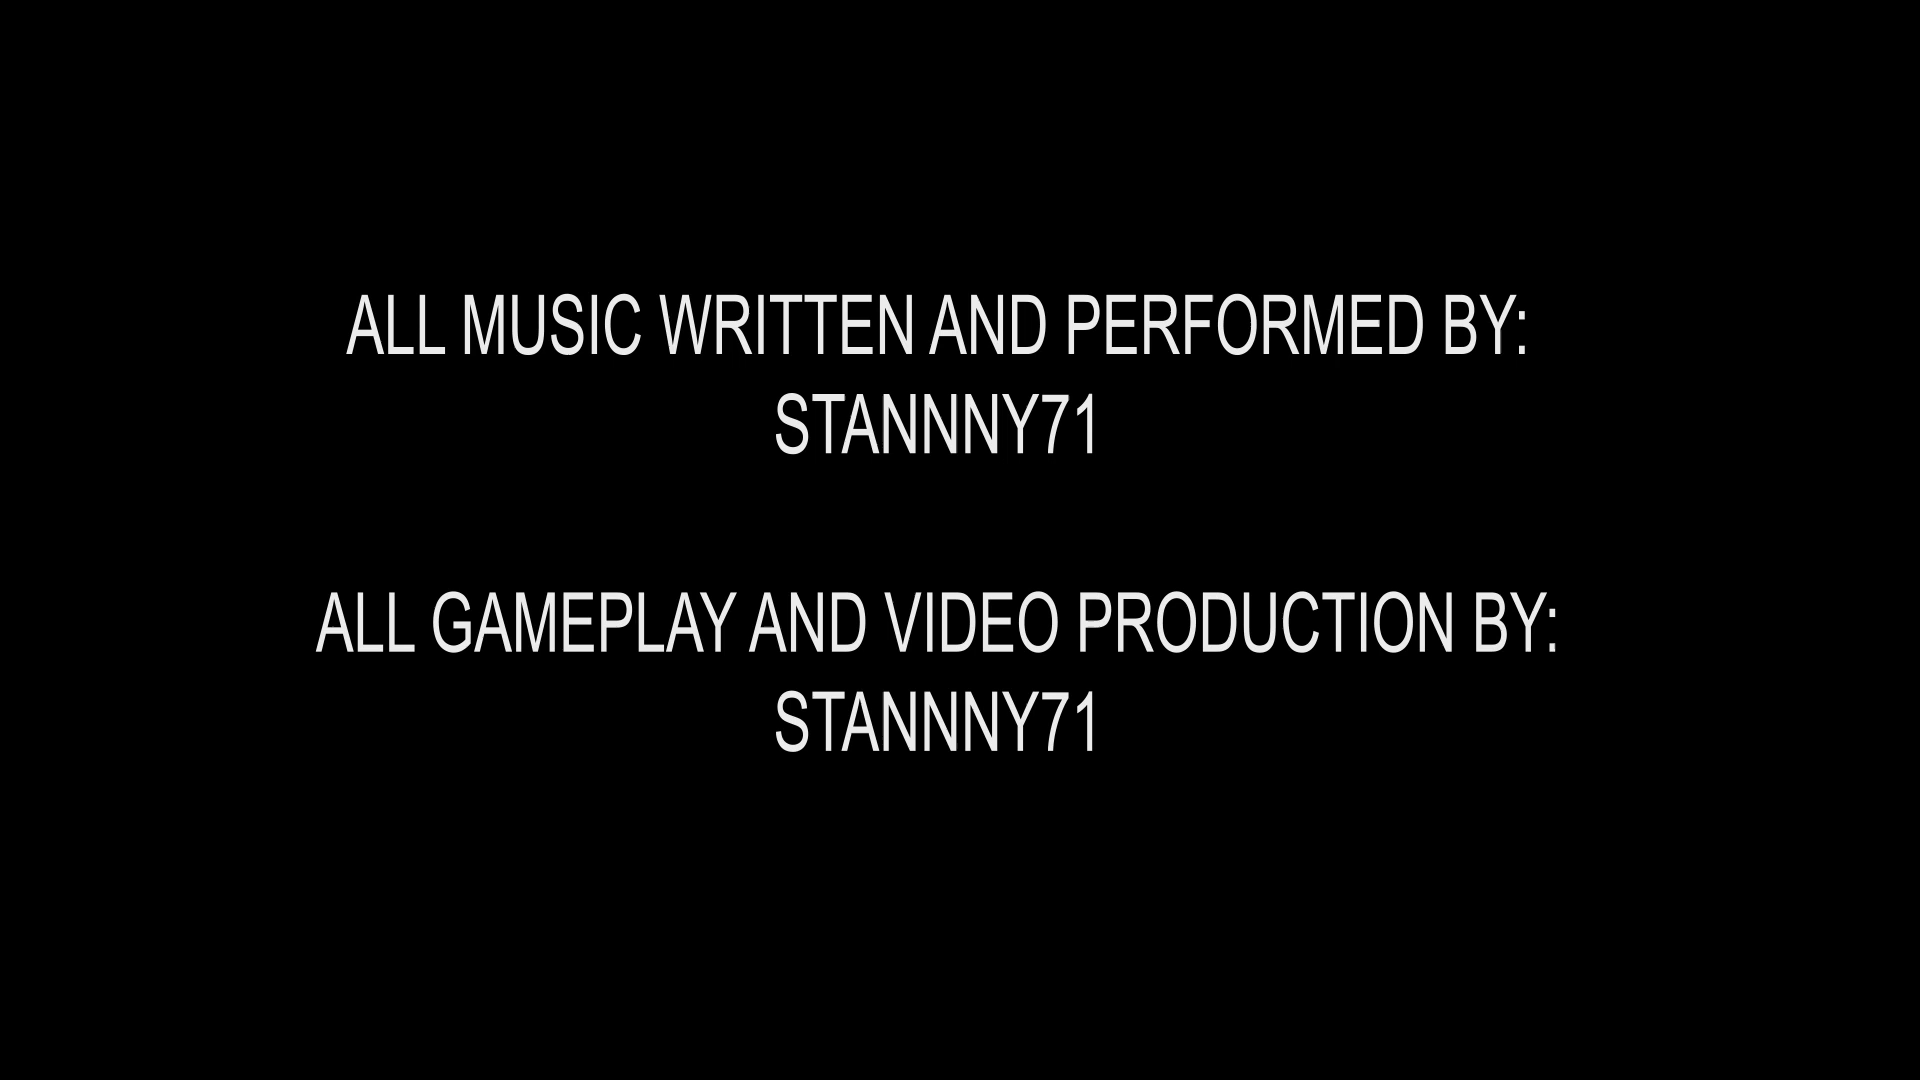 ALL MUSIC WRITTEN AND PERFORMED BY:
STANNNY71
ALL GAMEPLAY AND VIDEO PRODUCTION BY:
STANNNY71